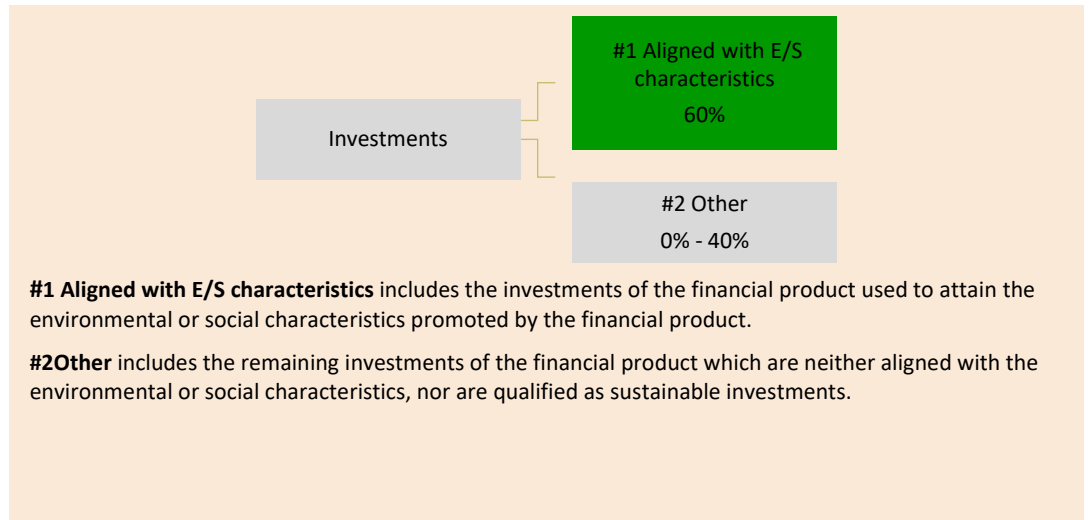 #1 Aligned with E/S
characteristics
60%
Investments
#2 Other
0% - 40%
#1 Aligned with E/S characteristics includes the investments of the financial product used to attain the
environmental or social characteristics promoted by the financial product.
#2Other includes the remaining investments of the financial product which are neither aligned with the
environmental or social characteristics, nor are qualified as sustainable investments.